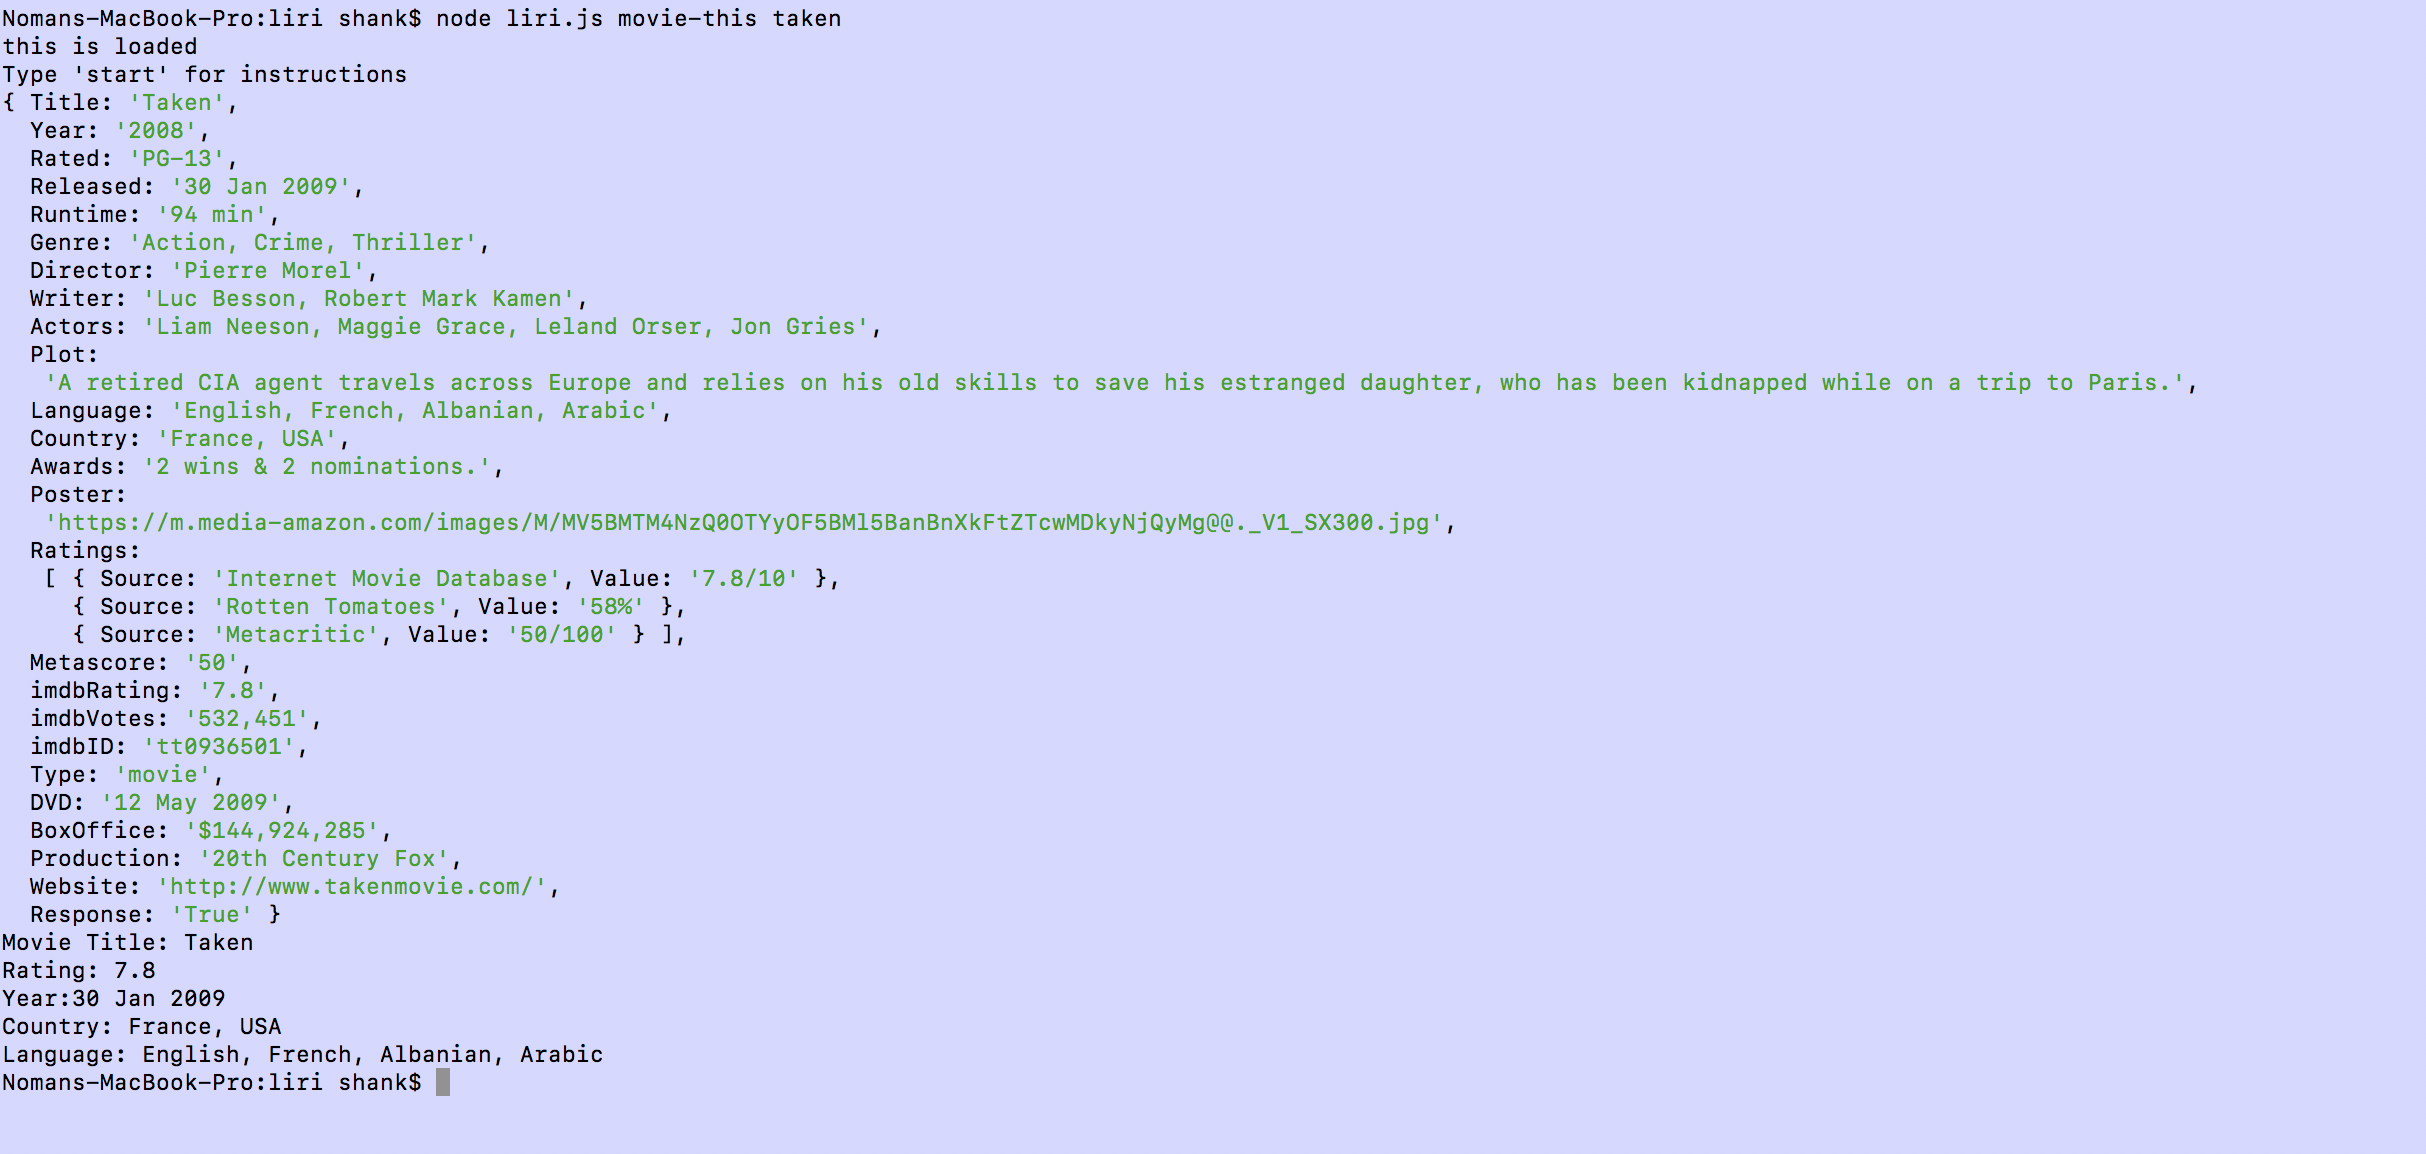 Nomans-MacBook-Pro:liri shank$ node liri.js movie-this taken
this is loaded
Type 'start' for instructions
{ Title: 'Taken',
  Year: '2008',
  Rated: 'PG-13',
  Released: '30 Jan 2009',
  Runtime: '94 min',
  Genre: 'Action, Crime, Thriller',
  Director: 'Pierre Morel',
  Writer: 'Luc Besson, Robert Mark Kamen',
  Actors: 'Liam Neeson, Maggie Grace, Leland Orser, Jon Gries',
  Plot:
   'A retired CIA agent travels across Europe and relies on his old skills to save his estranged daughter, who has been kidnapped while on a trip to Paris.',
  Language: 'English, French, Albanian, Arabic',
  Country: 'France, USA',
  Awards: '2 wins & 2 nominations.',
  Poster:
   'https://m.media-amazon.com/images/M/MV5BMTM4NzQ0OTYyOF5BMl5BanBnXkFtZTcwMDkyNjQyMg@@._V1_SX300.jpg',
  Ratings:
   [ { Source: 'Internet Movie Database', Value: '7.8/10' },
     { Source: 'Rotten Tomatoes', Value: '58%' },
     { Source: 'Metacritic', Value: '50/100' } ],
  Metascore: '50',
  imdbRating: '7.8',
  imdbVotes: '532,451',
  imdbID: 'tt0936501',
  Type: 'movie',
  DVD: '12 May 2009',
  BoxOffice: '$144,924,285',
  Production: '20th Century Fox',
  Website: 'http://www.takenmovie.com/',
  Response: 'True' }
Movie Title: Taken
Rating: 7.8
Year:30 Jan 2009
Country: France, USA
Language: English, French, Albanian, Arabic
Nomans-MacBook-Pro:liri shank$